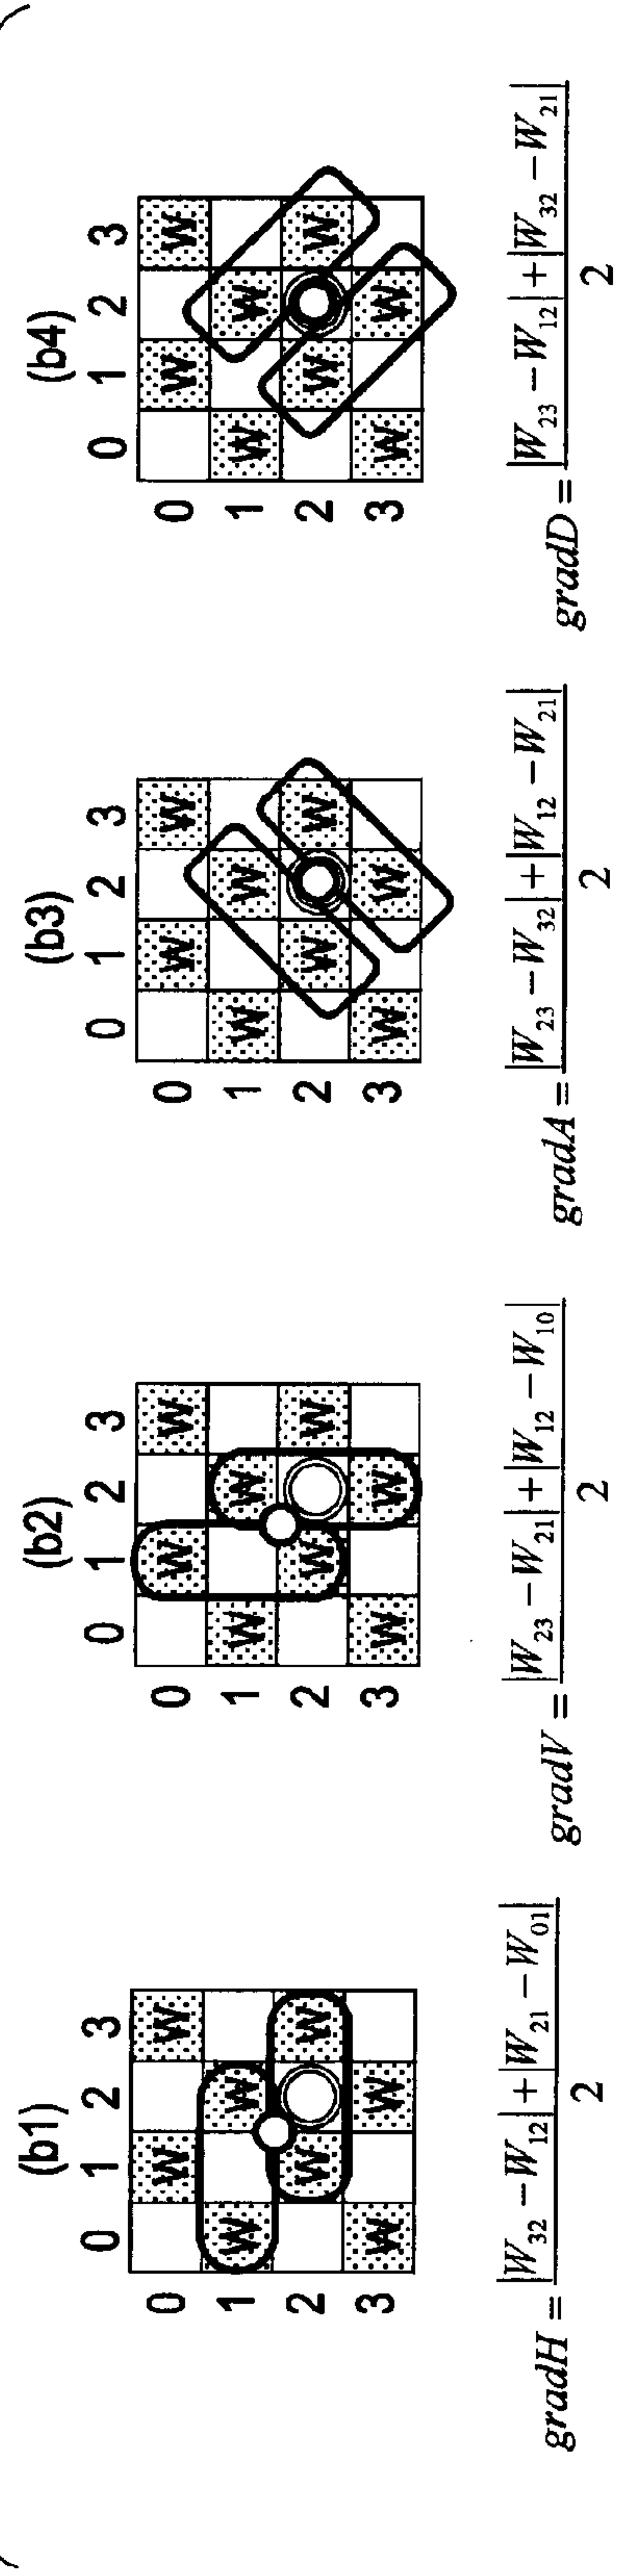 (b1)
0 1 2 3
0 W W
1 W W
2 W W
3 W W
gradH = |W₃₂ − W₁₂| + |W₂₁ − W₀₁|
2
(b2)
0 1 2 3
0 W W
1 W W
2 W W
3 W W
gradV = |W₂₃ − W₂₁| + |W₁₂ − W₁₀|
2
(b3)
0 1 2 3
0 W W
1 W W
2 W W
3 W W
gradA = |W₂₃ − W₃₂| + |W₁₂ − W₂₁|
2
(b4)
0 1 2 3
0 W W
1 W W
2 W W
3 W W
gradD = |W₂₃ − W₁₂| + |W₃₂ − W₂₁|
2